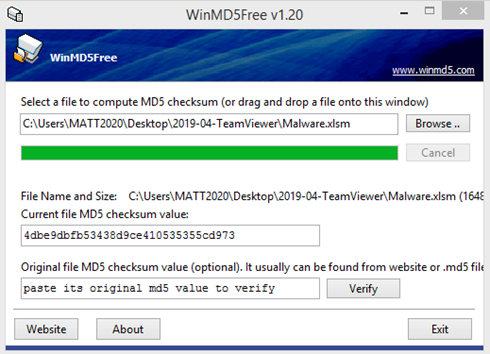 WinMD5Free v1.20
WinMD5Free
www.winmd5.com
Select a file to compute MD5 checksum (or drag and drop a file onto this window)
C:\Users\MATT2020\Desktop\2019-04-TeamViewer\Malware.xlsm Browse ..
Cancel
File Name and Size: C:\Users\MATT2020\Desktop\2019-04-TeamViewer\Malware.xlsm (1648
Current file MD5 checksum value:
4dbe9dbfb53438d9ce410535355cd973
Original file MD5 checksum value (optional). It usually can be found from website or .md5 file
paste its original md5 value to verify Verify
Website About Exit